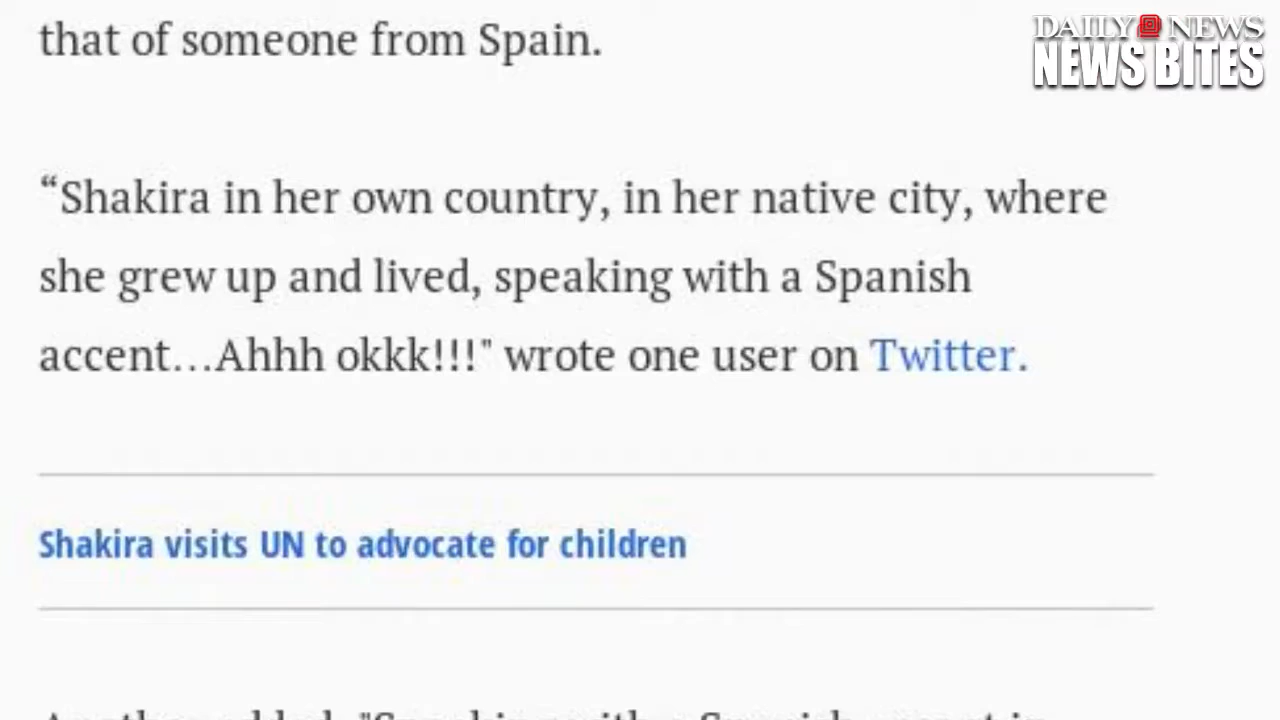 that of someone from Spain.
DAILY NEWS
NEWS BITES
“Shakira in her own country, in her native city, where
she grew up and lived, speaking with a Spanish
accent...Ahhh okkk!!!" wrote one user on Twitter.
Shakira visits UN to advocate for children